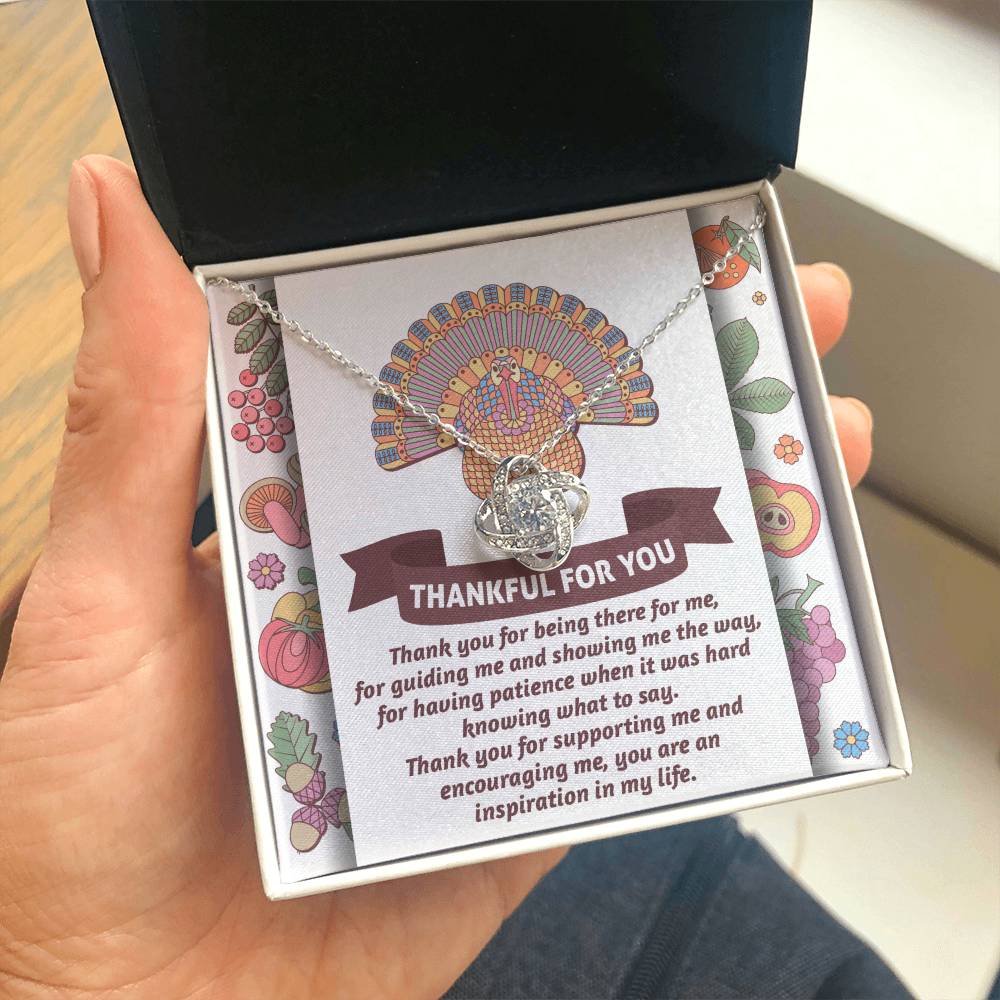 THANKFUL FOR YOU
Thank you for being there for me,
for guiding me and showing me the way,
for having patience when it was hard
knowing what to say.
Thank you for supporting me and
encouraging me, you are an
inspiration in my life.